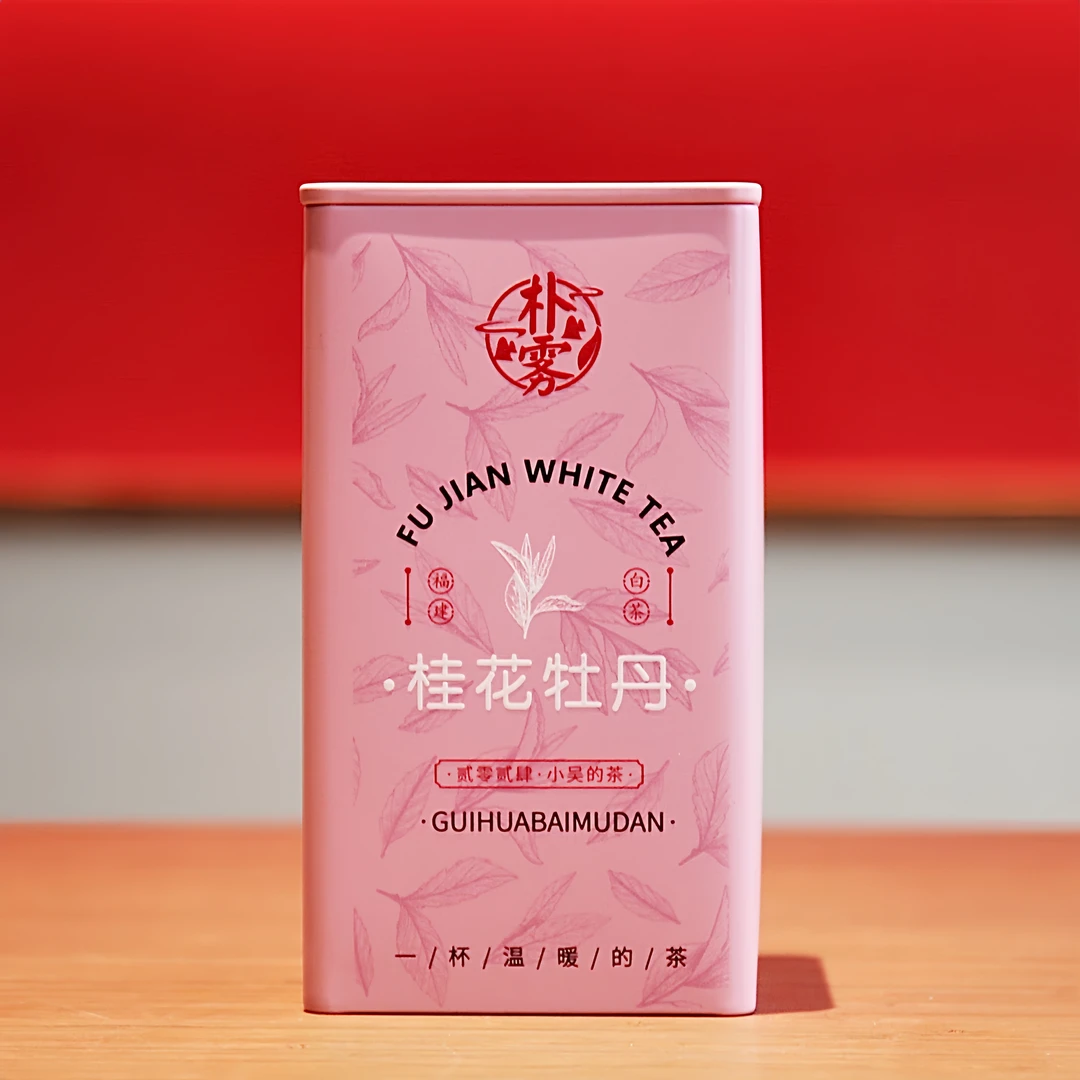 朴雾
FU JIAN WHITE TEA
福建
白茶
·桂花牡丹·
·贰零贰肆·小吴的茶·
·GUIHUABAIMUDAN·
一/杯/温/暖/的/茶